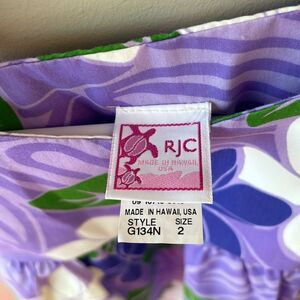 RJC
MADE IN HAWAII
USA
MADE IN HAWAII, USA
STYLE SIZE
G134N 2